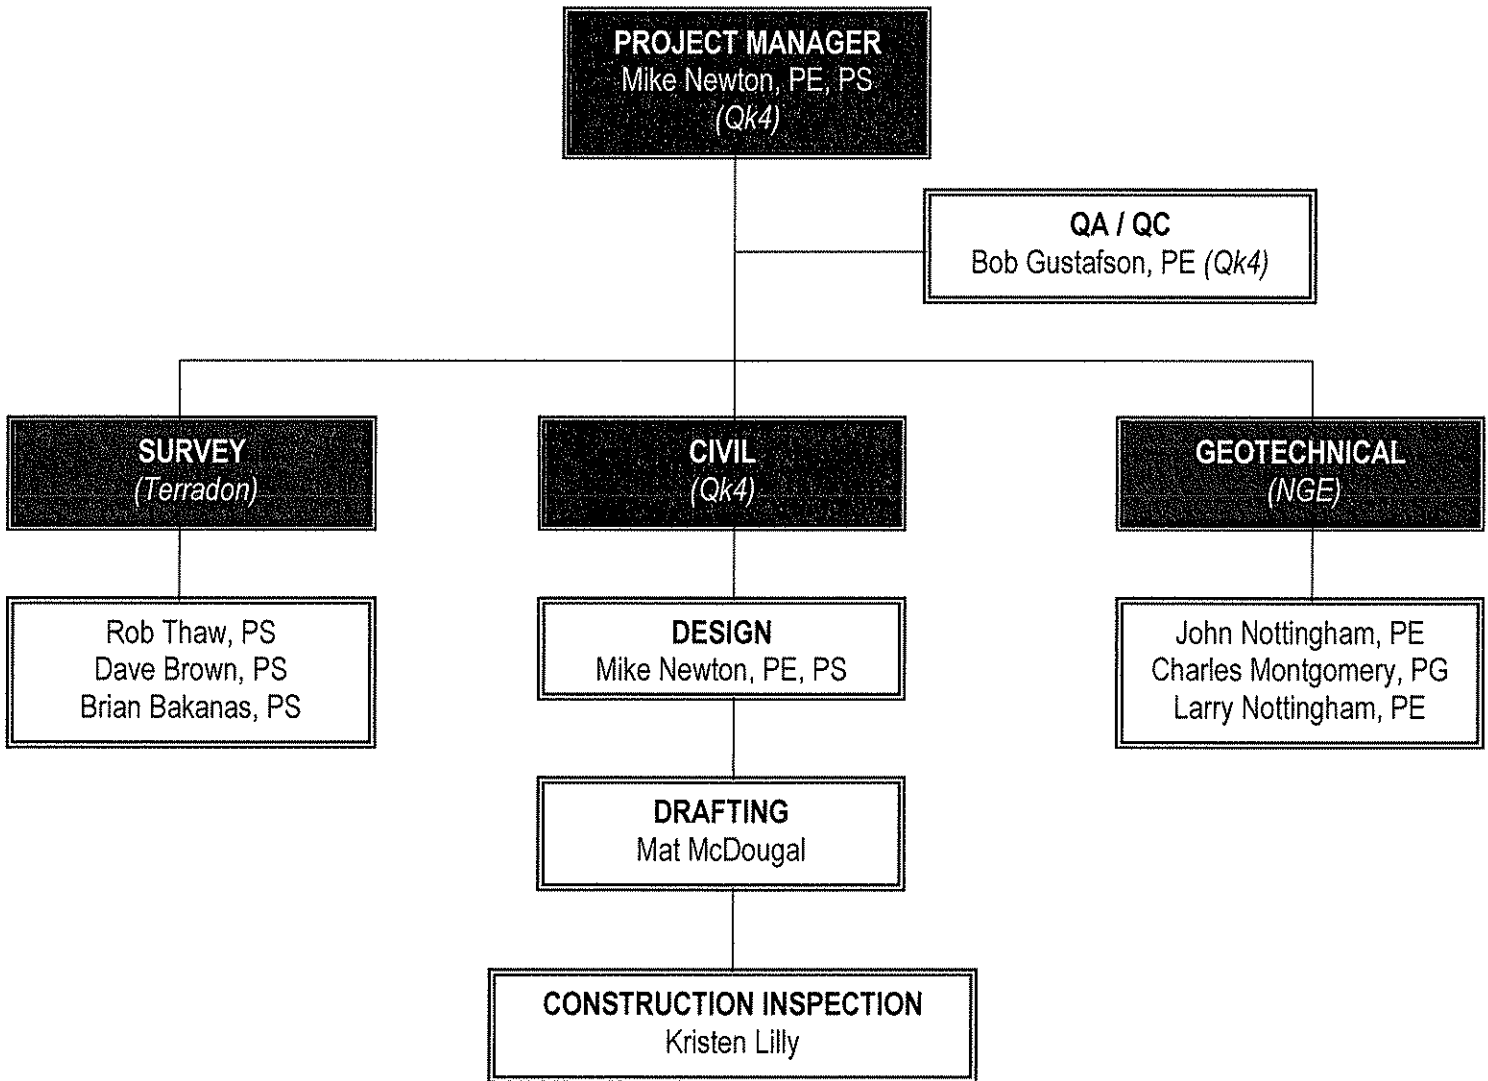 PROJECT MANAGER
Mike Newton, PE, PS
(Qk4)
QA / QC
Bob Gustafson, PE (Qk4)
SURVEY
(Terradon)
CIVIL
(Qk4)
GEOTECHNICAL
(NGE)
Rob Thaw, PS
Dave Brown, PS
Brian Bakanas, PS
DESIGN
Mike Newton, PE, PS
John Nottingham, PE
Charles Montgomery, PG
Larry Nottingham, PE
DRAFTING
Mat McDougal
CONSTRUCTION INSPECTION
Kristen Lilly